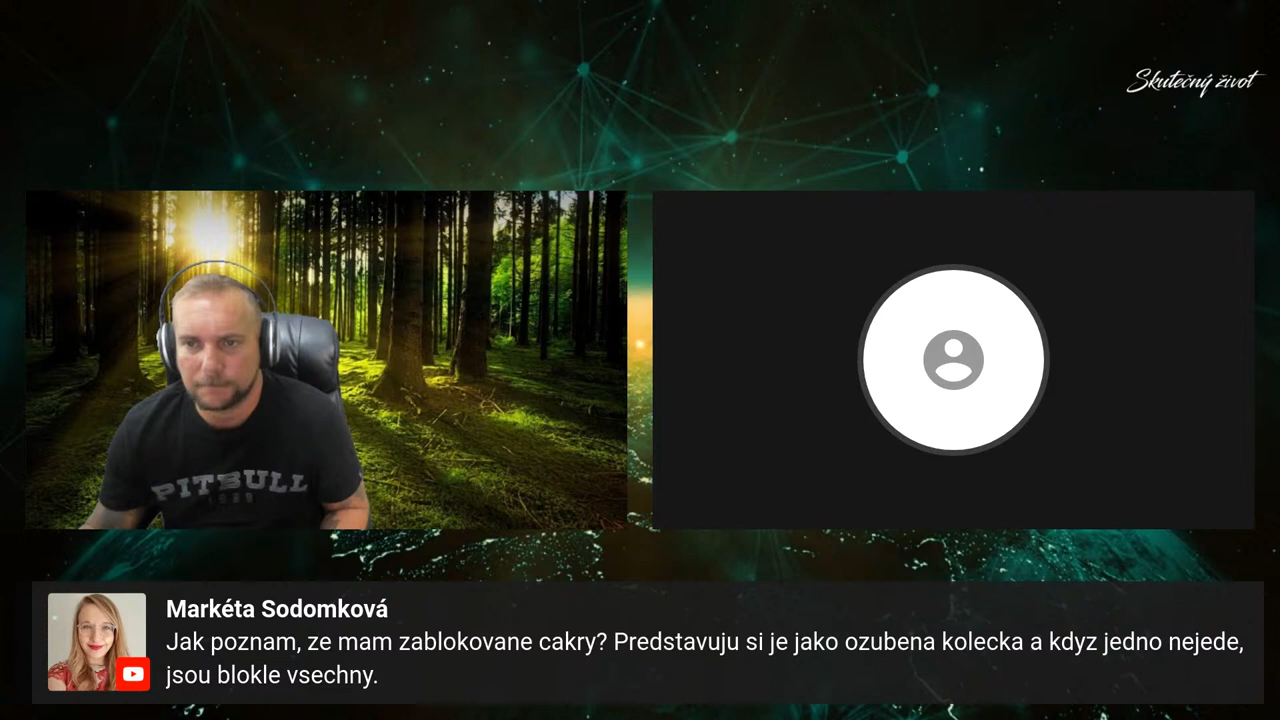 Skutečný život
PITBULL
Markéta Sodomková
Jak poznam, ze mam zablokovane cakry? Predstavuju si je jako ozubena kolecka a kdyz jedno nejede,
jsou blokle vsechny.